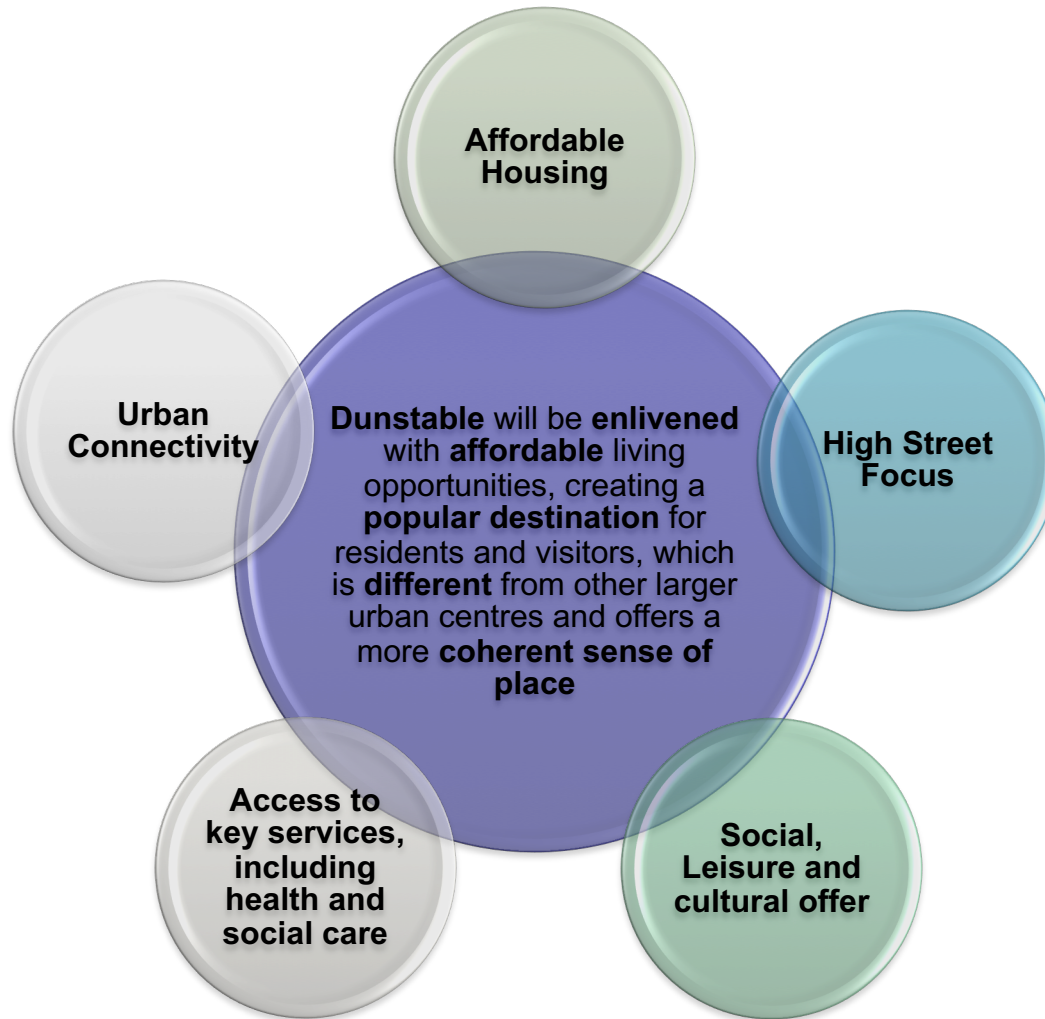 Affordable
Housing
Urban
Connectivity
Dunstable will be enlivened
with affordable living
opportunities, creating a
popular destination for
residents and visitors, which
is different from other larger
urban centres and offers a
more coherent sense of
place
High Street
Focus
Access to
key services,
including
health and
social care
Social,
Leisure and
cultural offer